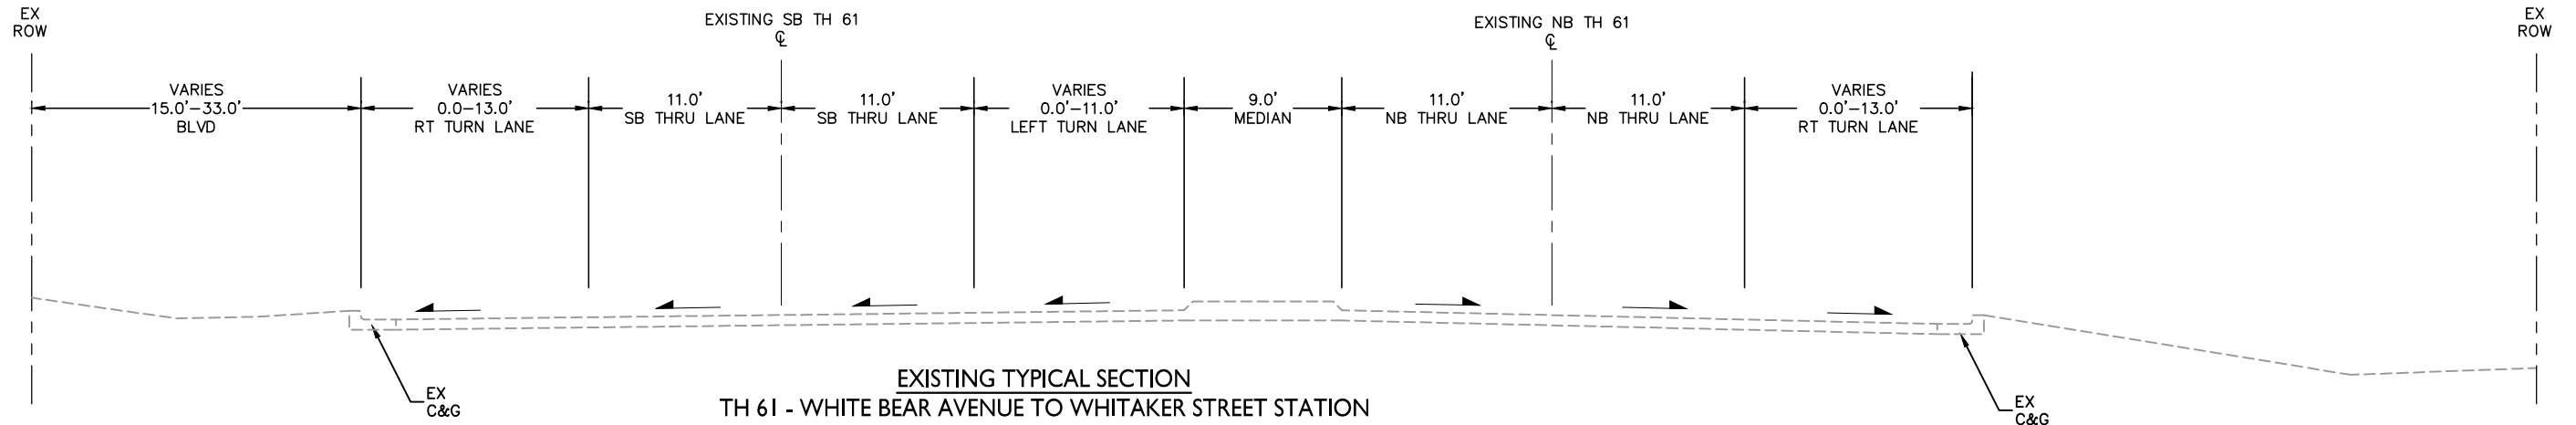 EX
ROW
EXISTING SB TH 61
℄
EXISTING NB TH 61
℄
EX
ROW
VARIES
15.0'-33.0'
BLVD
VARIES
0.0-13.0'
RT TURN LANE
11.0'
SB THRU LANE
11.0'
SB THRU LANE
VARIES
0.0'-11.0'
LEFT TURN LANE
9.0'
MEDIAN
11.0'
NB THRU LANE
11.0'
NB THRU LANE
VARIES
0.0'-13.0'
RT TURN LANE
EX
C&G
EXISTING TYPICAL SECTION
TH 61 - WHITE BEAR AVENUE TO WHITAKER STREET STATION
EX
C&G